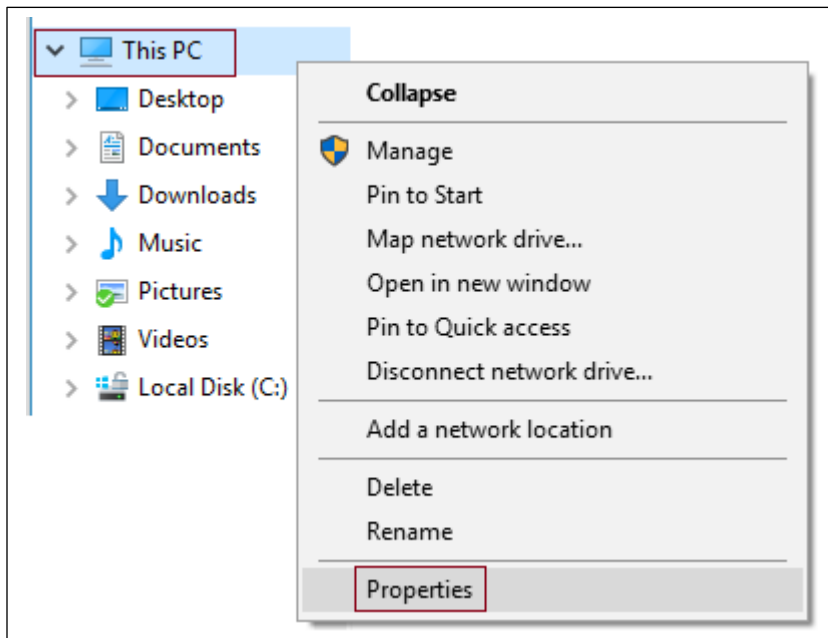 This PC
Desktop
Documents
Downloads
Music
Pictures
Videos
Local Disk (C:)
Collapse
Manage
Pin to Start
Map network drive...
Open in new window
Pin to Quick access
Disconnect network drive...
Add a network location
Delete
Rename
Properties